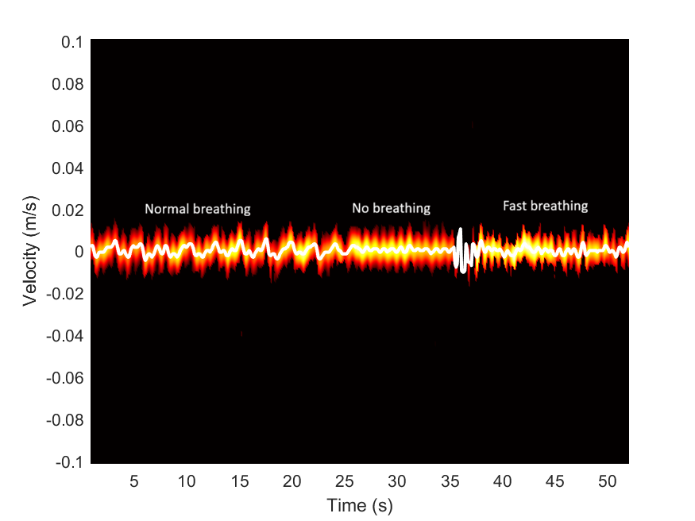 0.1
0.08
0.06
0.04
0.02
0
-0.02
-0.04
-0.06
-0.08
-0.1
Velocity (m/s)
Normal breathing
No breathing
Fast breathing
5 10 15 20 25 30 35 40 45 50
Time (s)